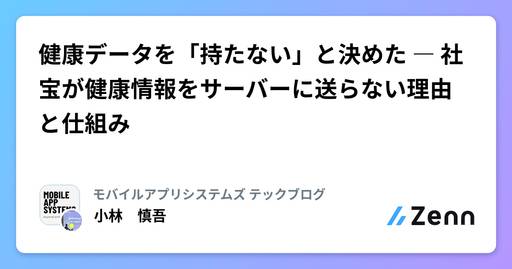 健康データを「持たない」と決めた ― 社
宝が健康情報をサーバーに送らない理由
と仕組み
MOBILE
APP
SYSTEMS
モバイルアプリシステムズ テックブログ
小林　慎吾
Zenn